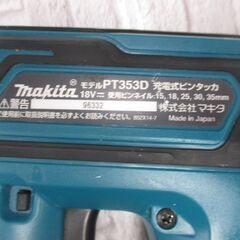 makita モデル PT353D 充電式ピンタッカ
18V⎓ 使用ピンネイル:15, 18, 25, 30, 35mm
⚠警告 96332 株式会社マキタ
852X14-7 Made in Japan